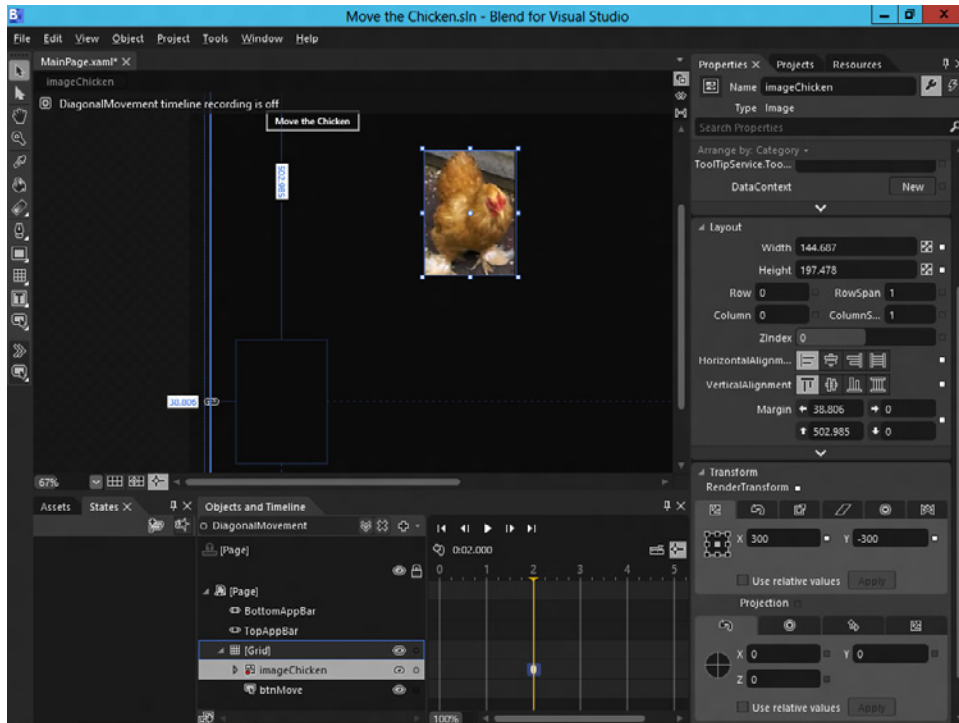 Move the Chicken.sln - Blend for Visual Studio
File Edit View Object Project Tools Window Help
MainPage.xaml* X
imageChicken
DiagonalMovement timeline recording is off
Move the Chicken
502.985
38.806
67%
Properties X Projects Resources
Name imageChicken
Type Image
Search Properties
Arrange by: Category
ToolTipService.Too...
DataContext New
Layout
Width 144.687
Height 197.478
Row 0 RowSpan 1
Column 0 ColumnS... 1
ZIndex 0
HorizontalAlignm...
VerticalAlignment
Margin 38.806 0
502.985 0
Transform
RenderTransform
X 300 Y -300
Use relative values Apply
Projection
X 0 Y 0
Z 0
Use relative values Apply
Assets States X
Objects and Timeline
DiagonalMovement
[Page]
0:02.000
0 1 2 3 4 5
[Page]
BottomAppBar
TopAppBar
[Grid]
imageChicken
btnMove
100%